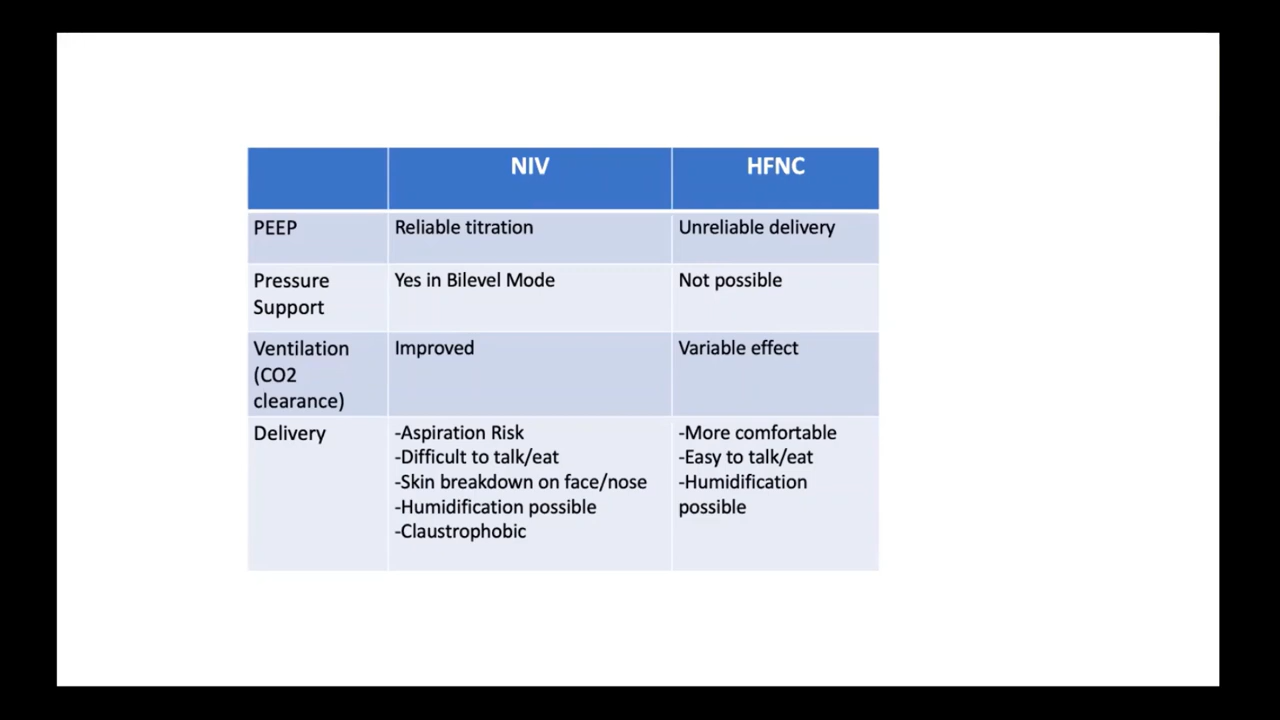 NIV
HFNC
PEEP
Reliable titration
Unreliable delivery
Pressure
Support
Yes in Bilevel Mode
Not possible
Ventilation
(CO2
clearance)
Improved
Variable effect
Delivery
-Aspiration Risk
-Difficult to talk/eat
-Skin breakdown on face/nose
-Humidification possible
-Claustrophobic
-More comfortable
-Easy to talk/eat
-Humidification
possible